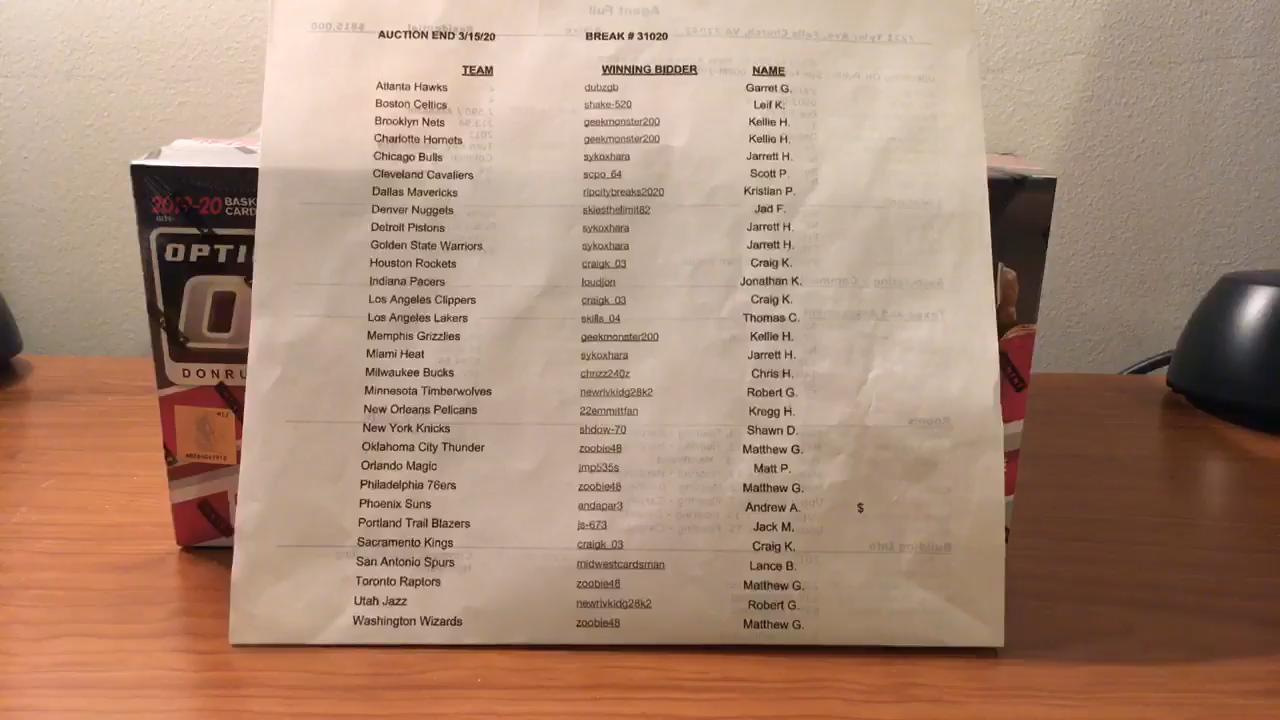 AUCTION END 3/15/20 BREAK # 31020
TEAM WINNING BIDDER NAME
Atlanta Hawks dubzgb Garret G.
Boston Celtics shake-520 Leif K.
Brooklyn Nets geekmonster200 Kellie H.
Charlotte Hornets geekmonster200 Kellie H.
Chicago Bulls sykoxhara Jarrett H.
Cleveland Cavaliers scpo_64 Scott P.
Dallas Mavericks ripcitybreaks2020 Kristian P.
Denver Nuggets skiesthelimit82 Jad F.
Detroit Pistons sykoxhara Jarrett H.
Golden State Warriors sykoxhara Jarrett H.
Houston Rockets craigk_03 Craig K.
Indiana Pacers loudjon Jonathan K.
Los Angeles Clippers craigk_03 Craig K.
Los Angeles Lakers skills_04 Thomas C.
Memphis Grizzlies geekmonster200 Kellie H.
Miami Heat sykoxhara Jarrett H.
Milwaukee Bucks chrizz240z Chris H.
Minnesota Timberwolves newrivkidg28k2 Robert G.
New Orleans Pelicans 22emmittfan Kregg H.
New York Knicks shdow-70 Shawn D.
Oklahoma City Thunder zoobie48 Matthew G.
Orlando Magic jmp535s Matt P.
Philadelphia 76ers zoobie48 Matthew G.
Phoenix Suns andapar3 Andrew A. $
Portland Trail Blazers js-673 Jack M.
Sacramento Kings craigk_03 Craig K.
San Antonio Spurs midwestcardsman Lance B.
Toronto Raptors zoobie48 Matthew G.
Utah Jazz newrivkidg28k2 Robert G.
Washington Wizards zoobie48 Matthew G.
2019-20 BASK
CARD
OPTI
O
DONRU